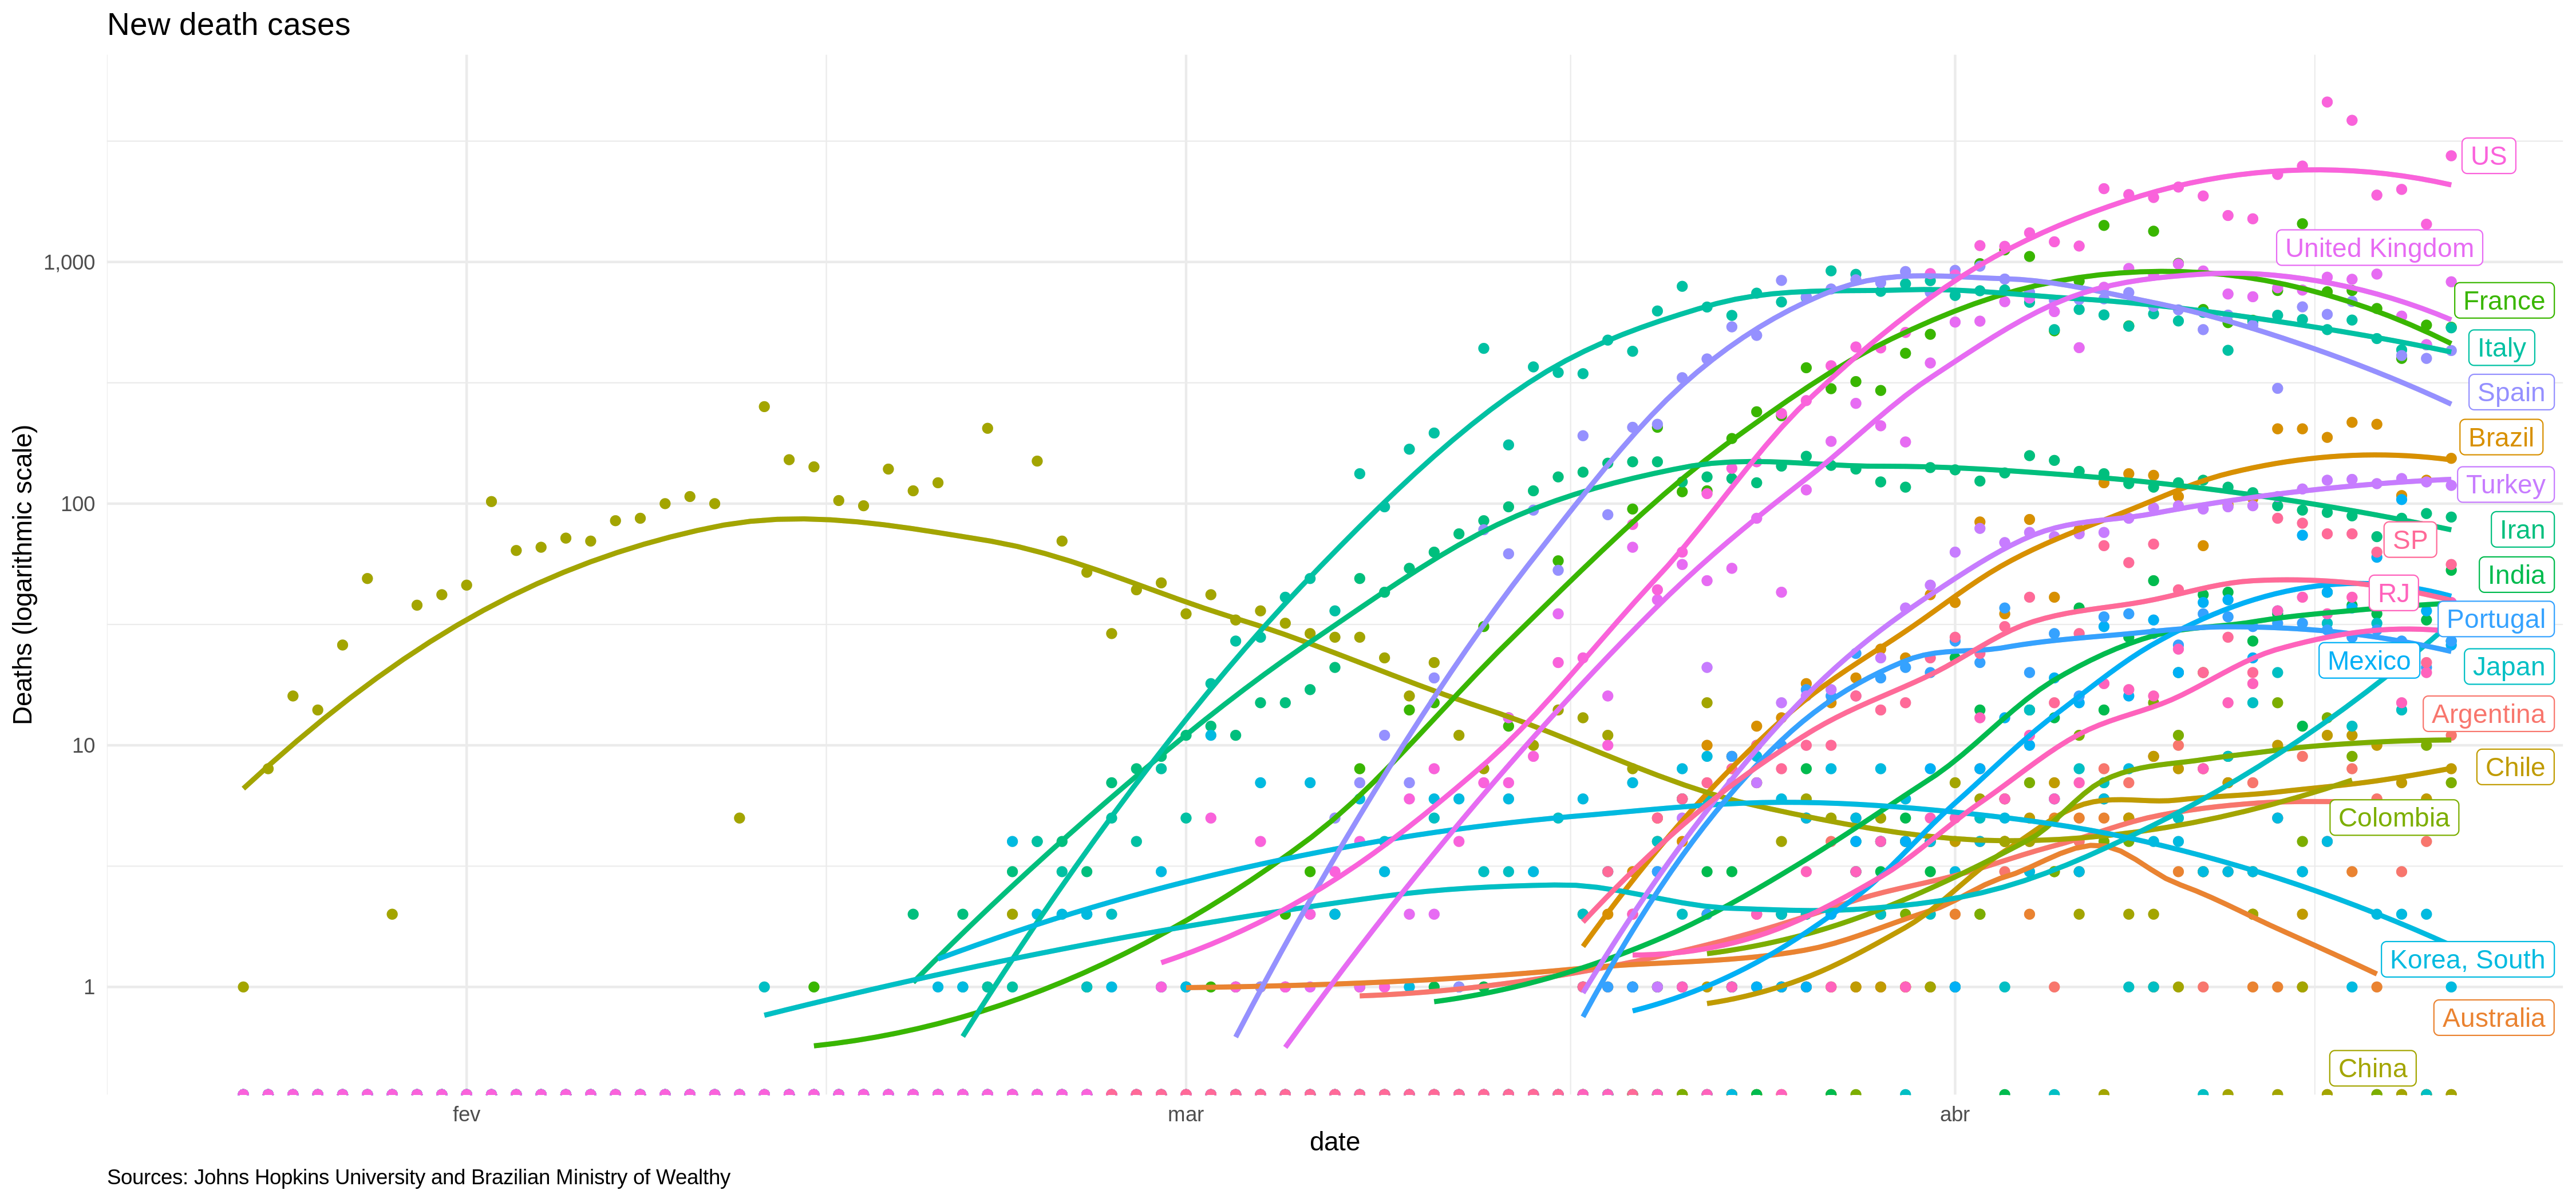 New death cases
US
United Kingdom
1,000
France
Italy
Spain
Brazil
Turkey
100
Iran
SP
India
RJ
Portugal
Mexico
Japan
Argentina
10
Chile
Colombia
Korea, South
1
Australia
China
Deaths (logarithmic scale)
fev
mar
abr
date
Sources: Johns Hopkins University and Brazilian Ministry of Wealthy